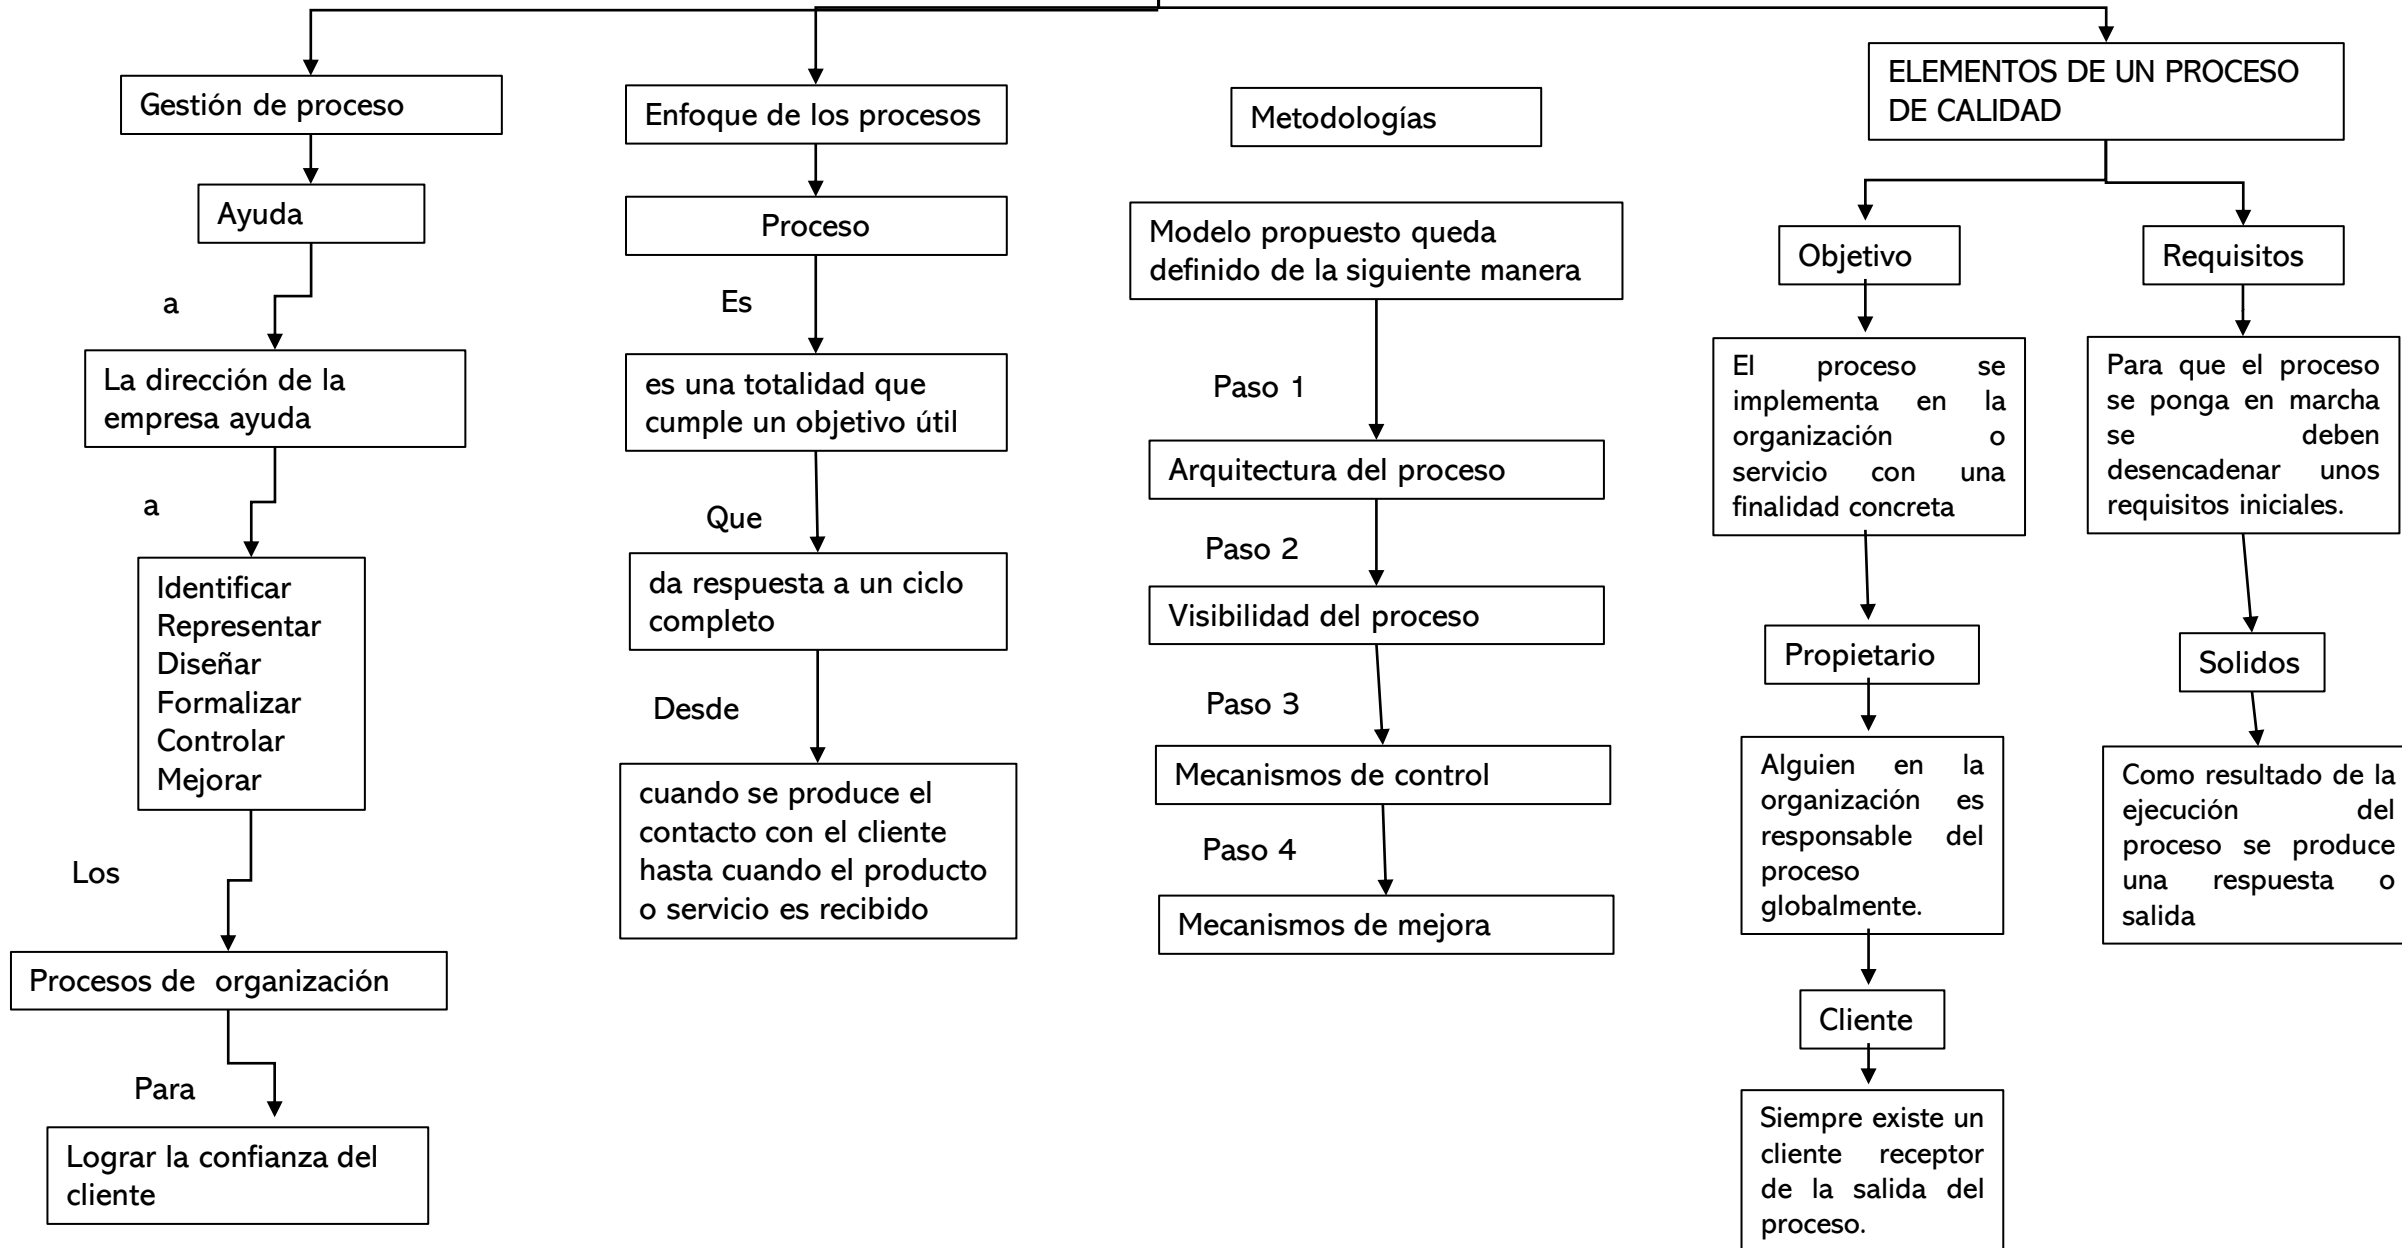 Gestión de proceso
Ayuda
a
La dirección de la
empresa ayuda
a
Identificar
Representar
Diseñar
Formalizar
Controlar
Mejorar
Los
Procesos de organización
Para
Lograr la confianza del
cliente
Enfoque de los procesos
Proceso
Es
es una totalidad que
cumple un objetivo útil
Que
da respuesta a un ciclo
completo
Desde
cuando se produce el
contacto con el cliente
hasta cuando el producto
o servicio es recibido
Metodologías
Modelo propuesto queda
definido de la siguiente manera
Paso 1
Arquitectura del proceso
Paso 2
Visibilidad del proceso
Paso 3
Mecanismos de control
Paso 4
Mecanismos de mejora
ELEMENTOS DE UN PROCESO
DE CALIDAD
Objetivo
El proceso se
implementa en la
organización o
servicio con una
finalidad concreta
Propietario
Alguien en la
organización es
responsable del
proceso
globalmente.
Cliente
Siempre existe un
cliente receptor
de la salida del
proceso.
Requisitos
Para que el proceso
se ponga en marcha
se deben
desencadenar unos
requisitos iniciales.
Solidos
Como resultado de la
ejecución del
proceso se produce
una respuesta o
salida